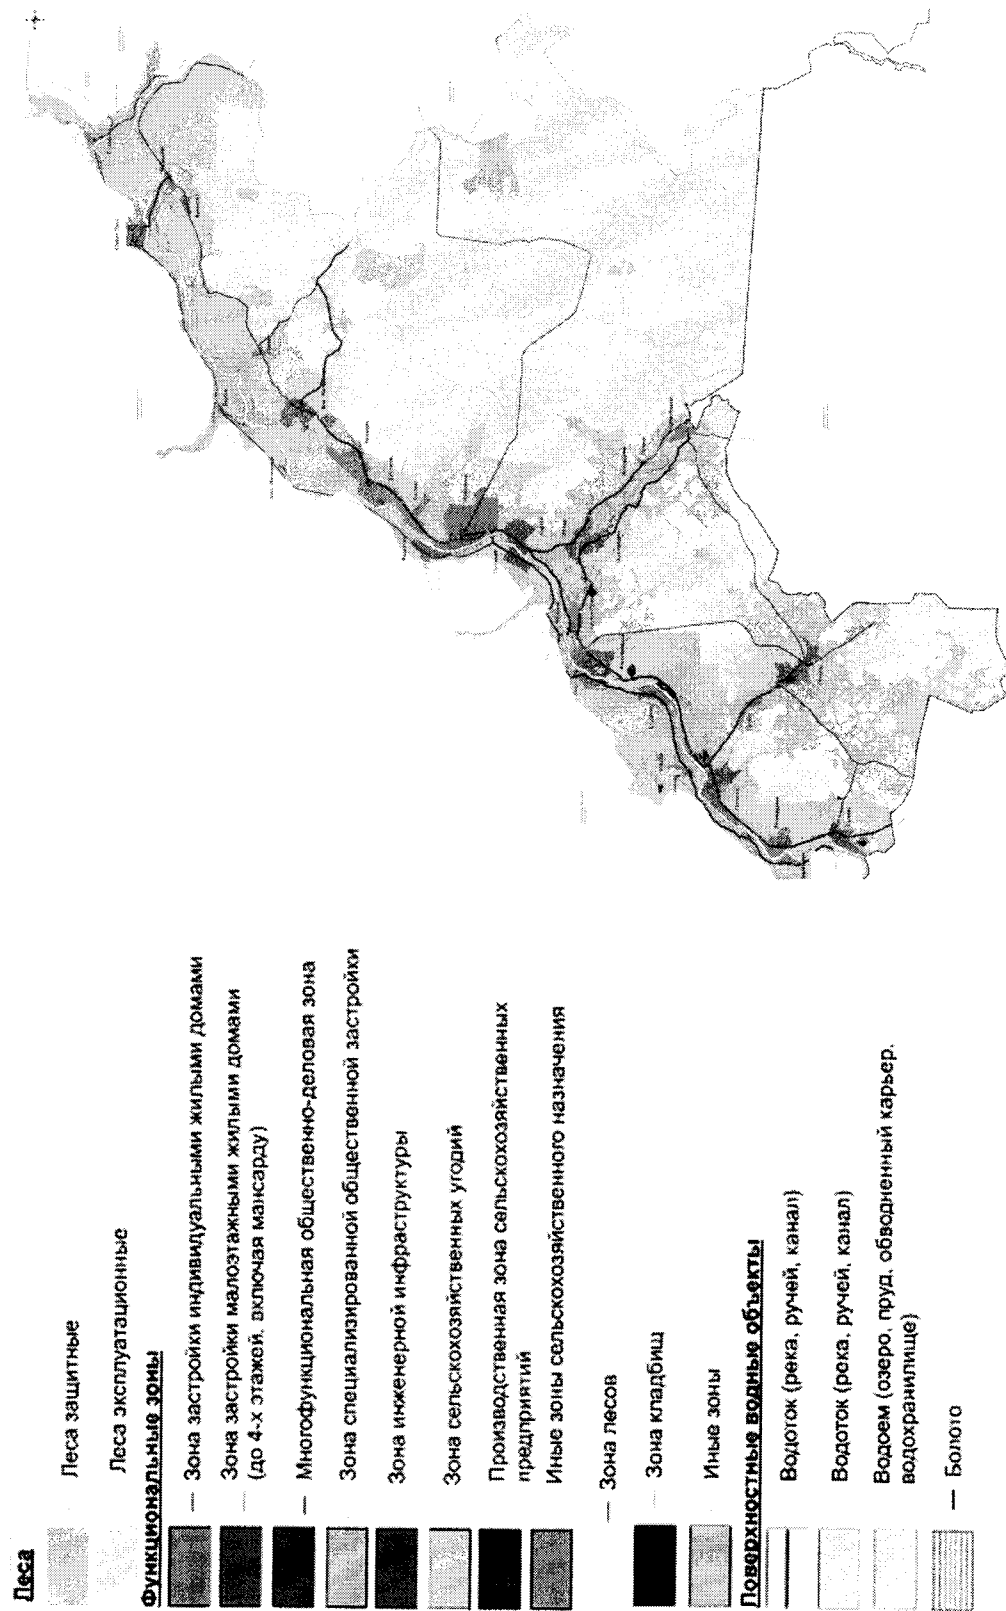 Леса
Леса защитные
Леса эксплуатационные
Функциональные зоны
Зона застройки индивидуальными жилыми домами
Зона застройки малоэтажными жилыми домами
(до 4-х этажей, включая мансарду)
Многофункциональная общественно-деловая зона
Зона специализированной общественной застройки
Зона инженерной инфраструктуры
Зона сельскохозяйственных угодий
Производственная зона сельскохозяйственных
предприятий
Иные зоны сельскохозяйственного назначения
Зона лесов
Зона кладбищ
Иные зоны
Поверхностные водные объекты
Водоток (река, ручей, канал)
Водоток (река, ручей, канал)
Водоем (озеро, пруд, обводненный карьер,
водохранилище)
Болото